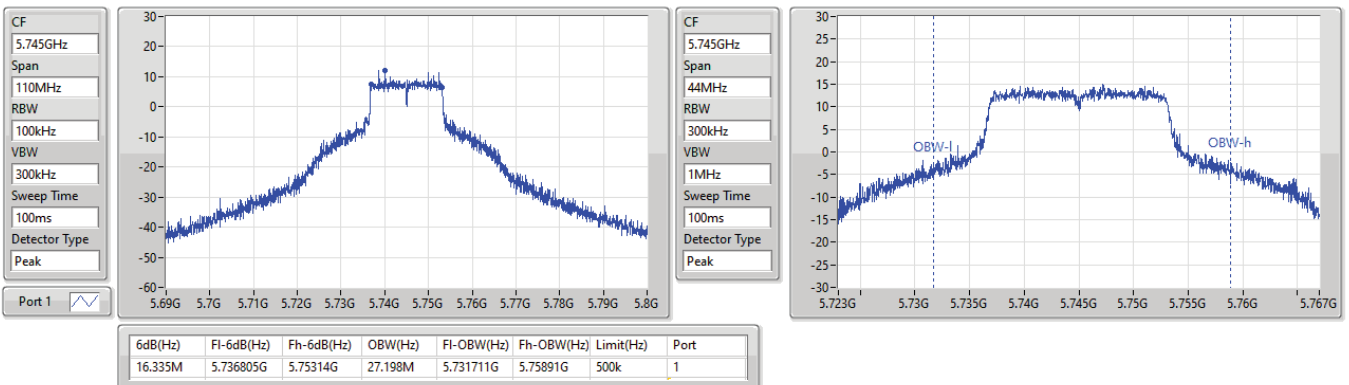 CF
5.745GHz
Span
110MHz
RBW
100kHz
VBW
300kHz
Sweep Time
100ms
Detector Type
Peak
Port 1
30
20
10
0
-10
-20
-30
-40
-50
-60
5.69G 5.7G 5.71G 5.72G 5.73G 5.74G 5.75G 5.76G 5.77G 5.78G 5.79G 5.8G
CF
5.745GHz
Span
44MHz
RBW
300kHz
VBW
1MHz
Sweep Time
100ms
Detector Type
Peak
30
25
20
15
10
5
0
-5
-10
-15
-20
-25
-30
OBW-l OBW-h
5.723G 5.73G 5.735G 5.74G 5.745G 5.75G 5.755G 5.76G 5.767G
6dB(Hz) Fl-6dB(Hz) Fh-6dB(Hz) OBW(Hz) Fl-OBW(Hz) Fh-OBW(Hz) Limit(Hz) Port
16.335M 5.736805G 5.75314G 27.198M 5.731711G 5.75891G 500k 1